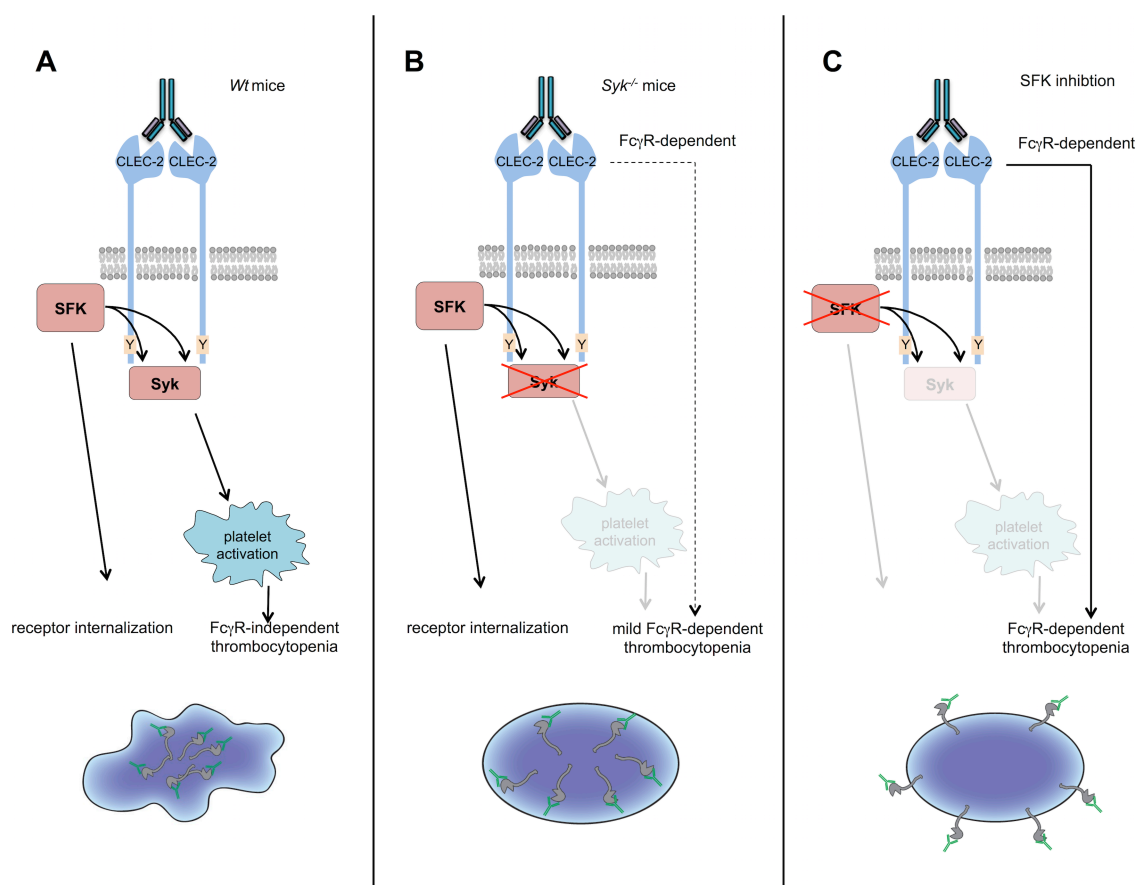 A
Wt mice
CLEC-2 CLEC-2
SFK
Y Y
Syk
platelet
activation
receptor internalization
FcγR-independent
thrombocytopenia
B
Syk-/- mice
FcγR-dependent
CLEC-2 CLEC-2
SFK
Y Y
Syk
platelet
activation
receptor internalization
mild FcγR-dependent
thrombocytopenia
C
SFK inhibtion
FcγR-dependent
CLEC-2 CLEC-2
SFK
Y Y
Syk
platelet
activation
FcγR-dependent
thrombocytopenia